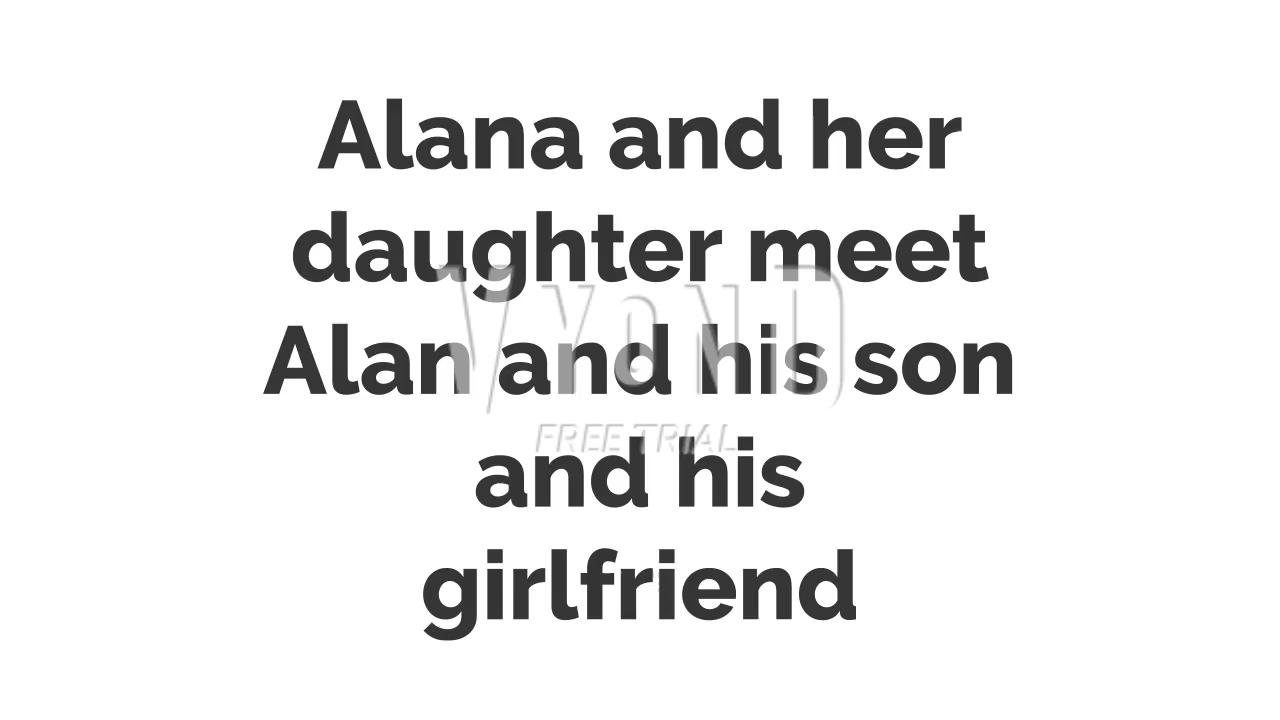 Alana and her
daughter meet
Alan and his son
and his
girlfriend
VYOND
FREE TRIAL